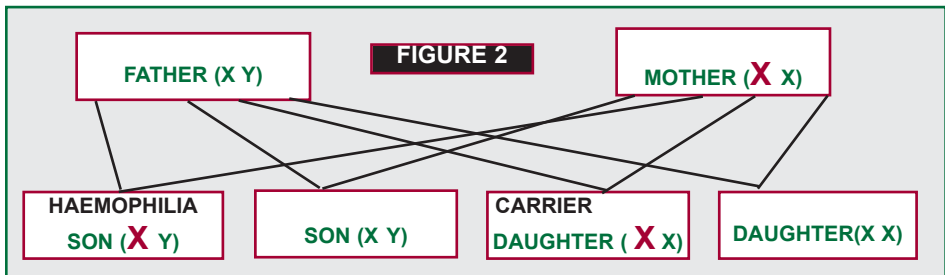 FIGURE 2
FATHER (X Y)
MOTHER (X X)
HAEMOPHILIA
SON (X Y)
SON (X Y)
CARRIER
DAUGHTER ( X X)
DAUGHTER(X X)